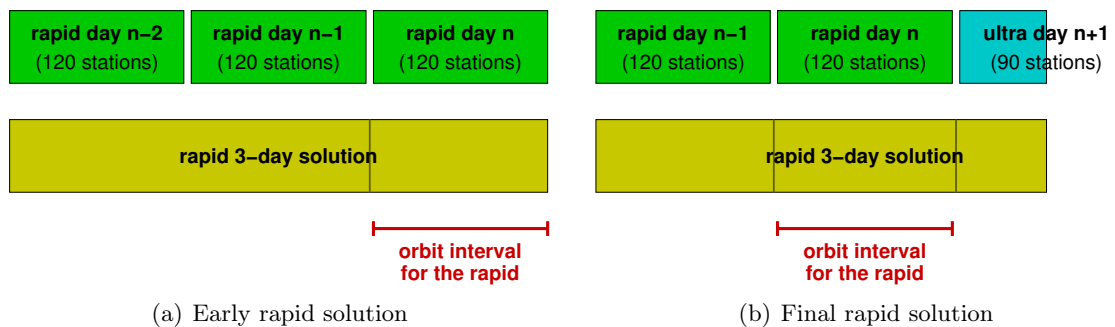 rapid day n−2
(120 stations)
rapid day n−1
(120 stations)
rapid day n
(120 stations)
rapid 3−day solution
orbit interval
for the rapid
(a) Early rapid solution
rapid day n−1
(120 stations)
rapid day n
(120 stations)
ultra day n+1
(90 stations)
rapid 3−day solution
orbit interval
for the rapid
(b) Final rapid solution